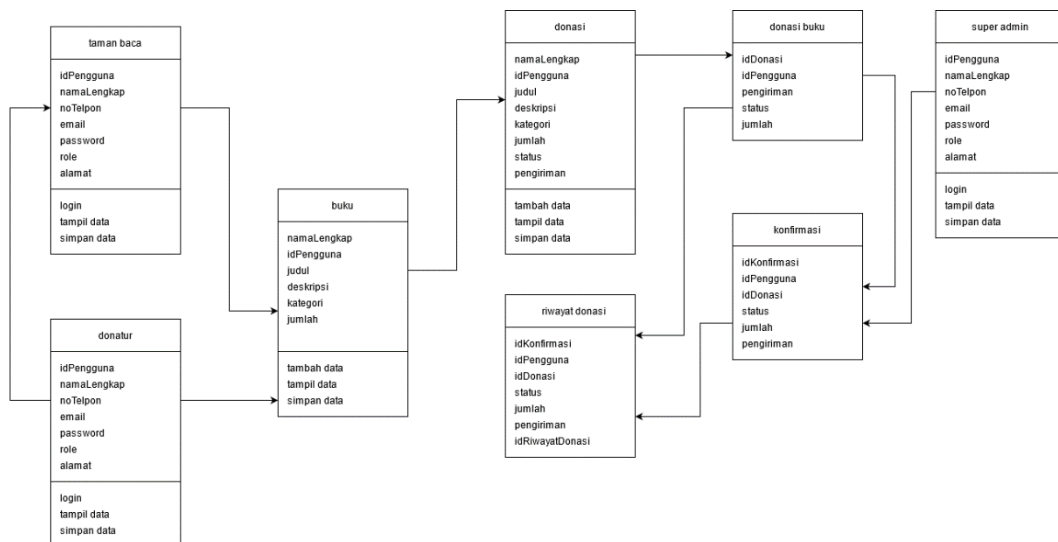 taman baca
idPengguna
namaLengkap
noTelpon
email
password
role
alamat
login
tampil data
simpan data
donatur
idPengguna
namaLengkap
noTelpon
email
password
role
alamat
login
tampil data
simpan data
buku
namaLengkap
idPengguna
judul
deskripsi
kategori
jumlah
tambah data
tampil data
simpan data
donasi
namaLengkap
idPengguna
judul
deskripsi
kategori
jumlah
status
pengiriman
tambah data
tampil data
simpan data
riwayat donasi
idKonfirmasi
idPengguna
idDonasi
status
jumlah
pengiriman
idRiwayatDonasi
donasi buku
idDonasi
idPengguna
pengiriman
status
jumlah
konfirmasi
idKonfirmasi
idPengguna
idDonasi
status
jumlah
pengiriman
super admin
idPengguna
namaLengkap
noTelpon
email
password
role
alamat
login
tampil data
simpan data